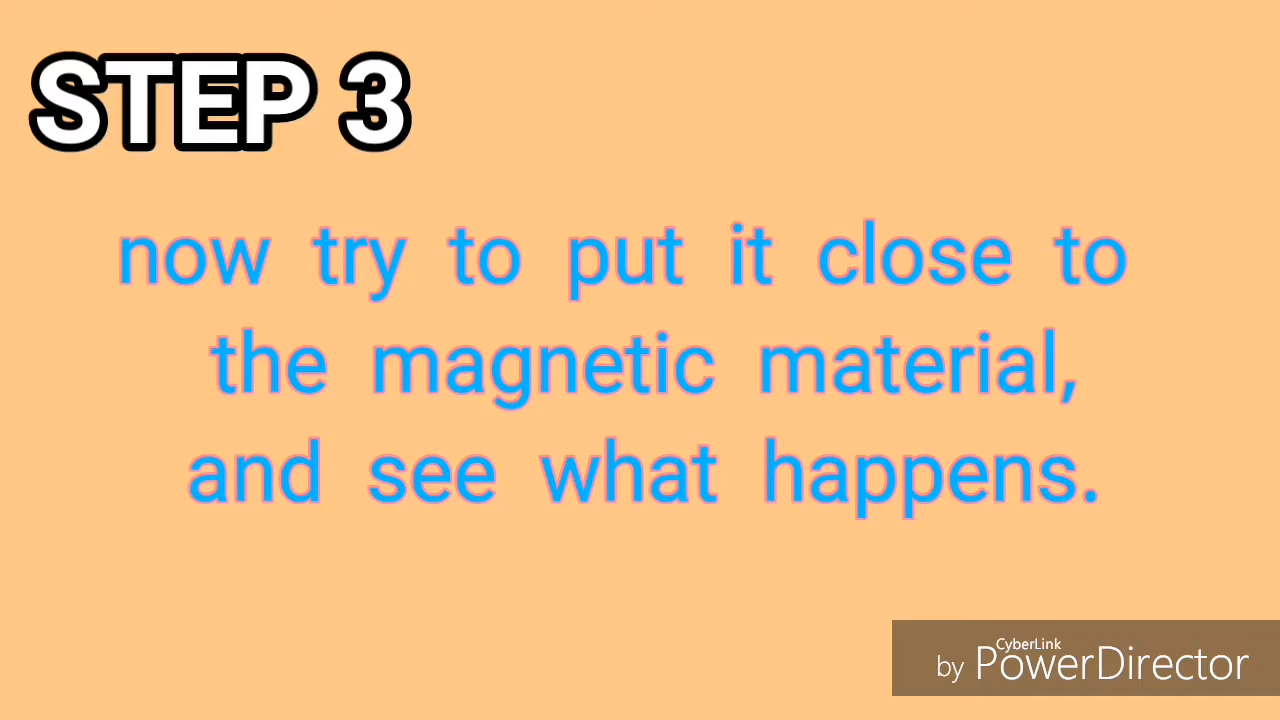 STEP 3
now try to put it close to
the magnetic material,
and see what happens.
CyberLink
by PowerDirector